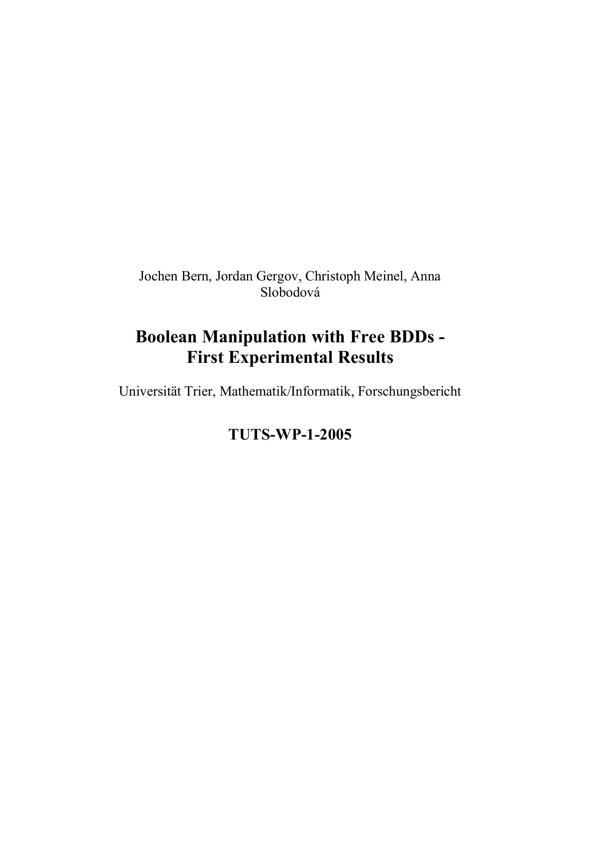 Jochen Bern, Jordan Gergov, Christoph Meinel, Anna
Slobodová
Boolean Manipulation with Free BDDs -
First Experimental Results
Universität Trier, Mathematik/Informatik, Forschungsbericht
TUTS-WP-1-2005